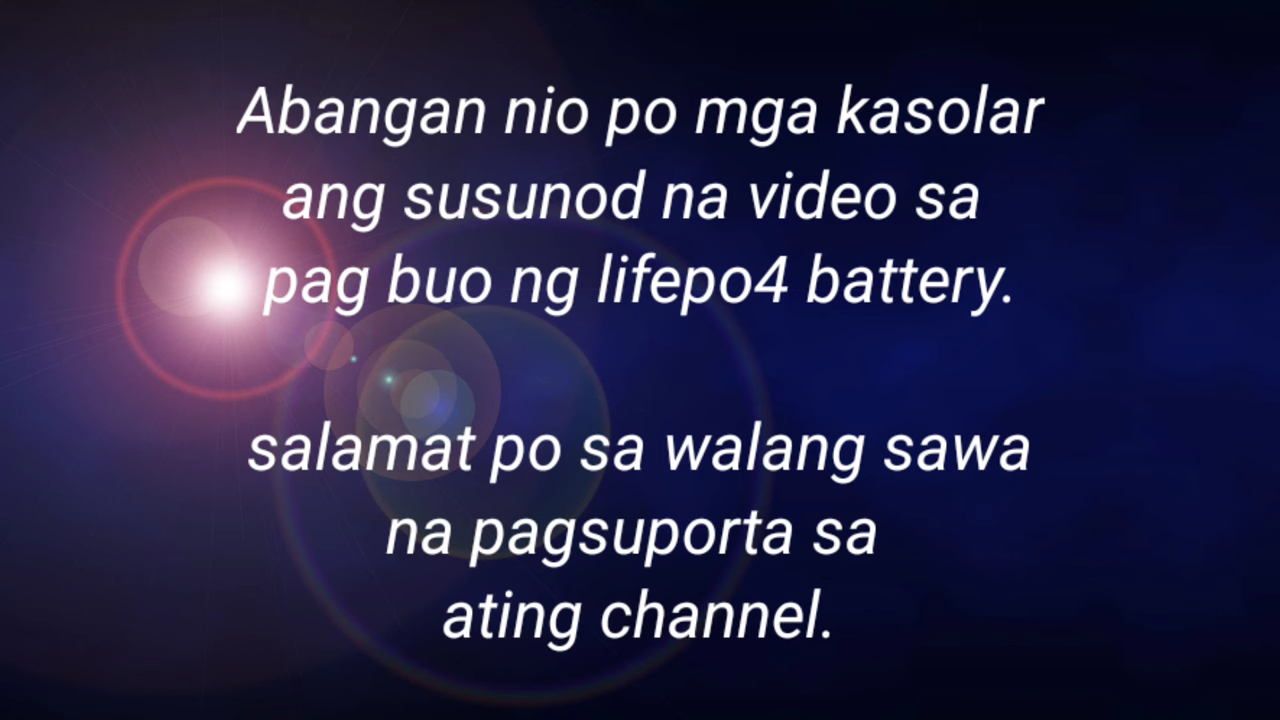 Abangan nio po mga kasolar
ang susunod na video sa
pag buo ng lifepo4 battery.
salamat po sa walang sawa
na pagsuporta sa
ating channel.